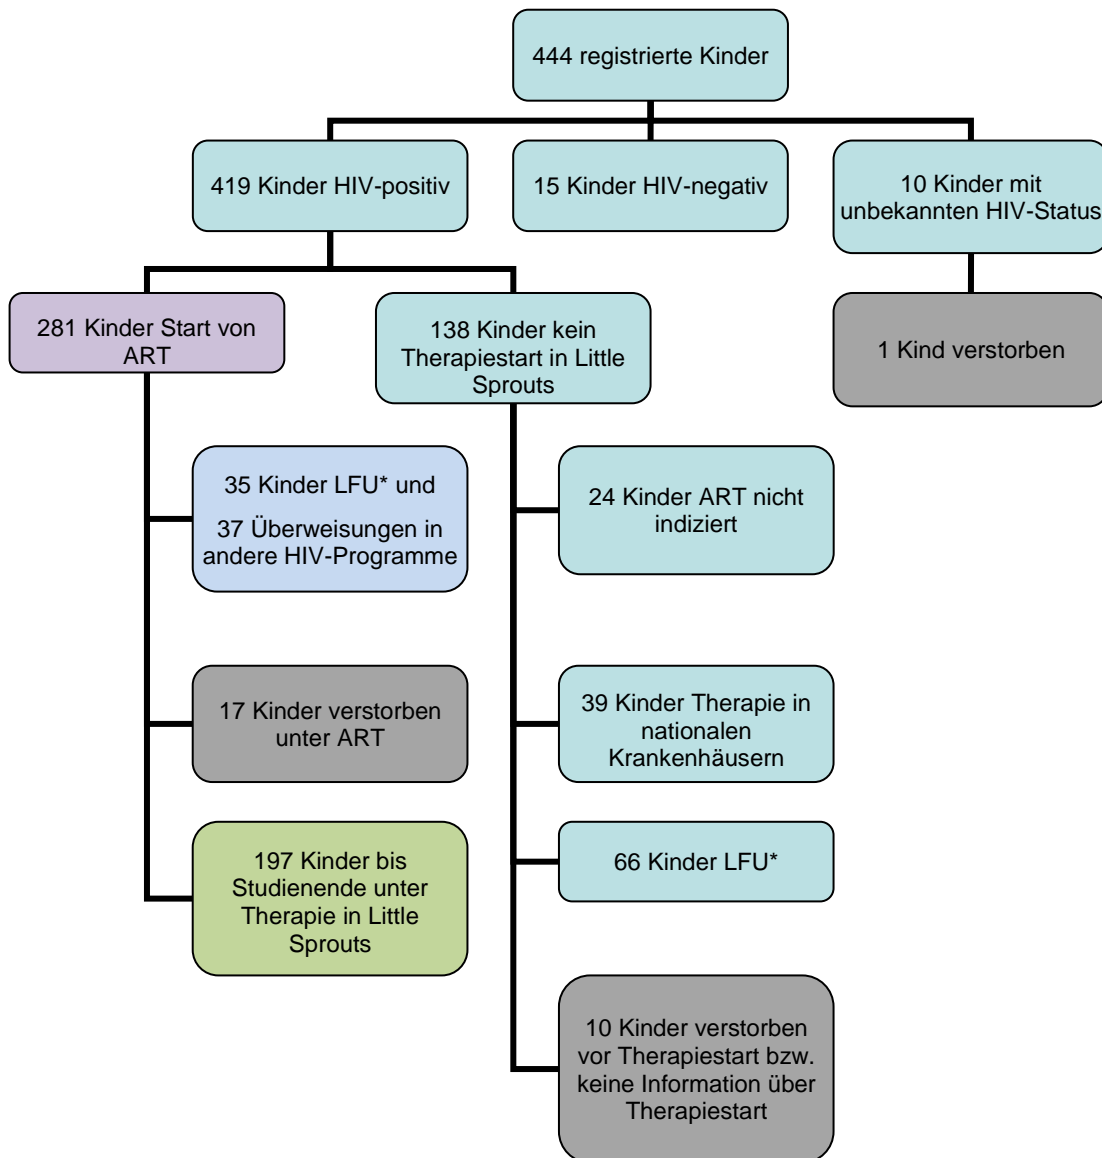 444 registrierte Kinder
419 Kinder HIV-positiv
15 Kinder HIV-negativ
10 Kinder mit
unbekannten HIV-Status
281 Kinder Start von
ART
138 Kinder kein
Therapiestart in Little
Sprouts
1 Kind verstorben
35 Kinder LFU* und
37 Überweisungen in
andere HIV-Programme
24 Kinder ART nicht
indiziert
17 Kinder verstorben
unter ART
39 Kinder Therapie in
nationalen
Krankenhäusern
197 Kinder bis
Studienende unter
Therapie in Little
Sprouts
66 Kinder LFU*
10 Kinder verstorben
vor Therapiestart bzw.
keine Information über
Therapiestart